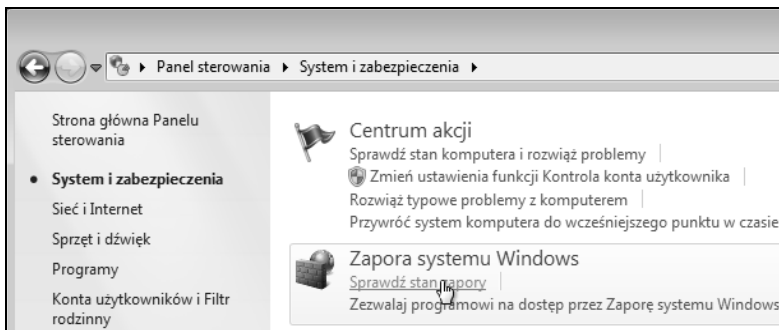 Panel sterowania ▸ System i zabezpieczenia ▸
Strona główna Panelu
sterowania
System i zabezpieczenia
Sieć i Internet
Sprzęt i dźwięk
Programy
Konta użytkowników i Filtr
rodzinny
Centrum akcji
Sprawdź stan komputera i rozwiąż problemy
Zmień ustawienia funkcji Kontrola konta użytkownika
Rozwiąż typowe problemy z komputerem
Przywróć system komputera do wcześniejszego punktu w czasie
Zapora systemu Windows
Sprawdź stan zapory
Zezwalaj programowi na dostęp przez Zaporę systemu Windows